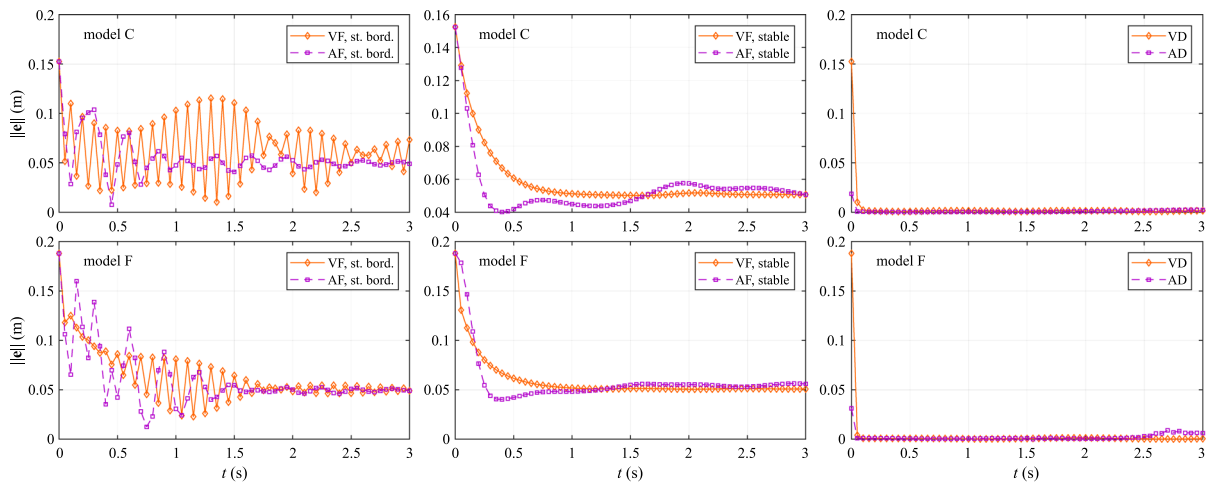 0.2
0.15
0.1
0.05
0
||e|| (m)
model C
VF, st. bord.
AF, st. bord.
0 0.5 1 1.5 2 2.5 3
0.16
0.14
0.12
0.1
0.08
0.06
0.04
model C
VF, stable
AF, stable
0 0.5 1 1.5 2 2.5 3
0.2
0.15
0.1
0.05
0
model C
VD
AD
0 0.5 1 1.5 2 2.5 3
0.2
0.15
0.1
0.05
0
||e|| (m)
model F
VF, st. bord.
AF, st. bord.
0 0.5 1 1.5 2 2.5 3
t (s)
0.2
0.15
0.1
0.05
0
model F
VF, stable
AF, stable
0 0.5 1 1.5 2 2.5 3
t (s)
0.2
0.15
0.1
0.05
0
model F
VD
AD
0 0.5 1 1.5 2 2.5 3
t (s)